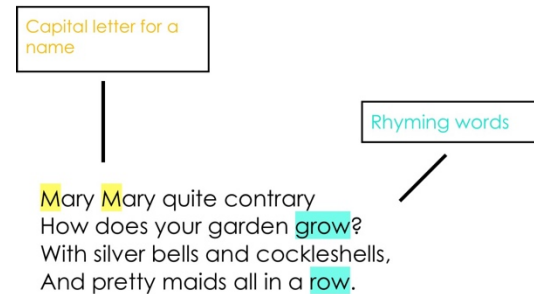 Capital letter for a
name
Rhyming words
Mary Mary quite contrary
How does your garden grow?
With silver bells and cockleshells,
And pretty maids all in a row.